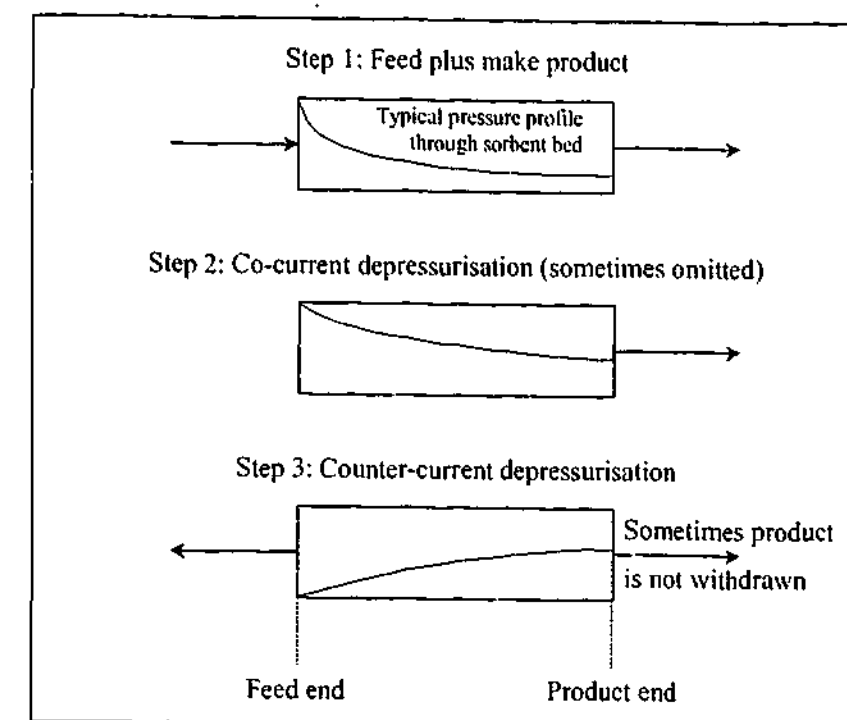 Step 1: Feed plus make product
Typical pressure profile
through sorbent bed
Step 2: Co-current depressurisation (sometimes omitted)
Step 3: Counter-current depressurisation
Sometimes product
is not withdrawn
Feed end
Product end